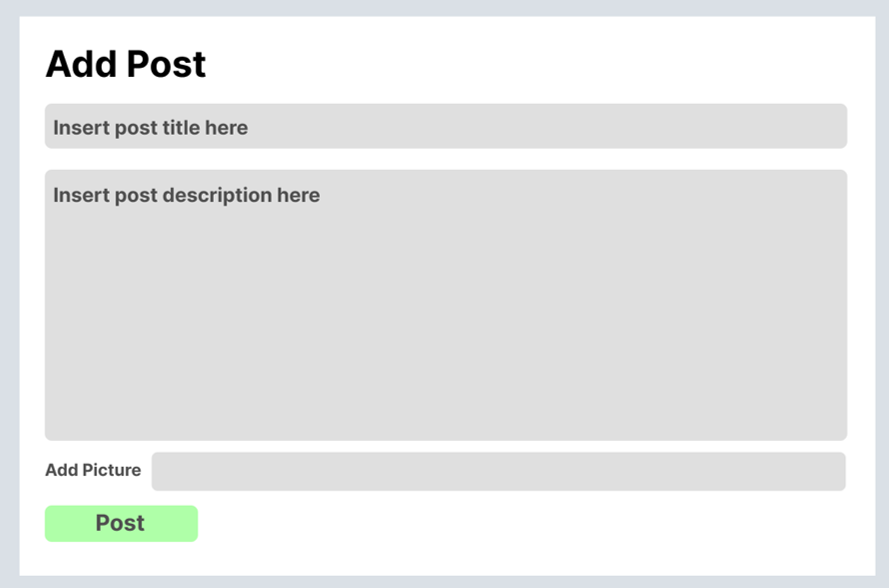 Add Post
Insert post title here
Insert post description here
Add Picture
Post